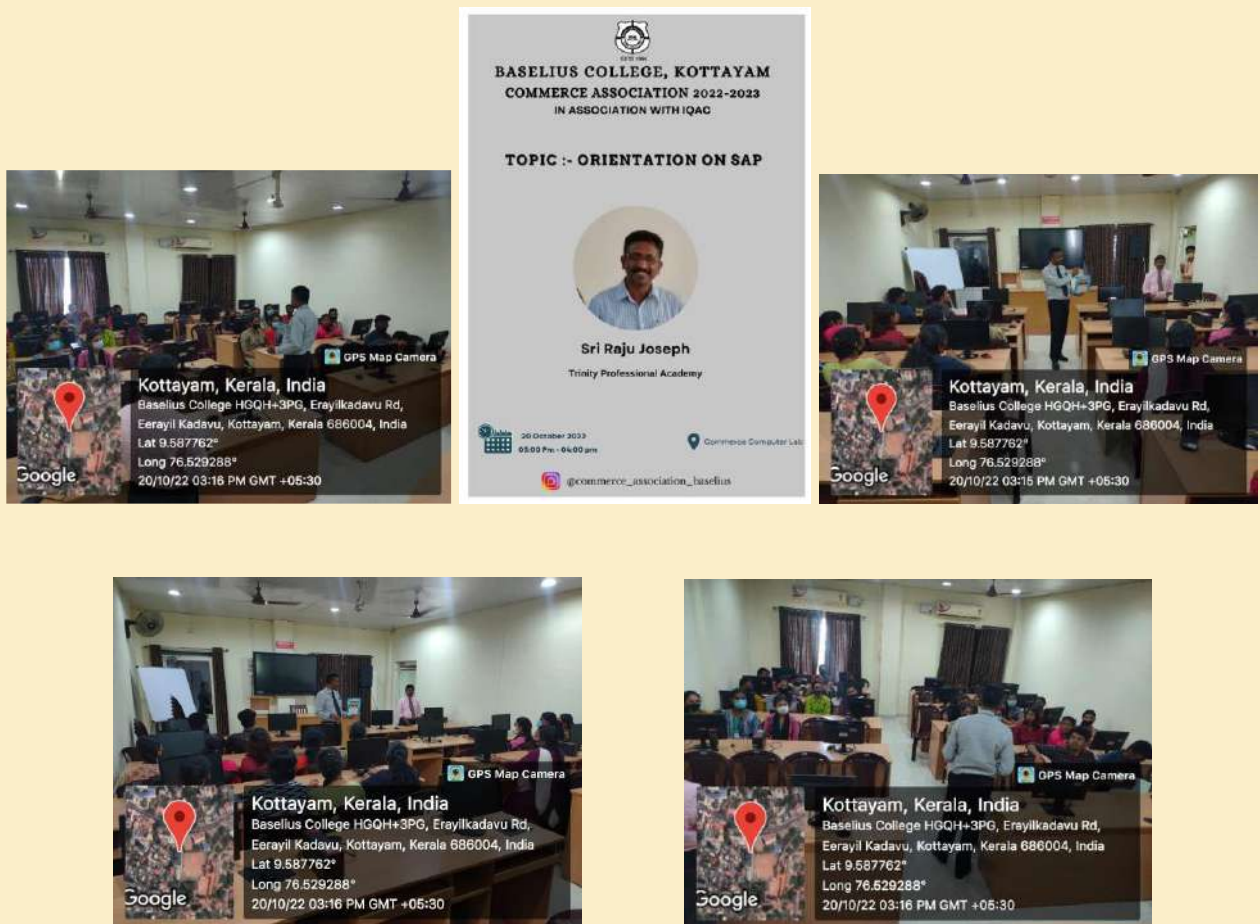 BASELIUS COLLEGE, KOTTAYAM
COMMERCE ASSOCIATION 2022-2023
IN ASSOCIATION WITH IQAC
TOPIC :- ORIENTATION ON SAP
Sri Raju Joseph
Trinity Professional Academy
20 October 2022
03:00 Pm - 04:00 pm
Commerce Computer Lab
@commerce_association_baselius
GPS Map Camera
Kottayam, Kerala, India
Baselius College HGQH+3PG, Erayilkadavu Rd,
Eerayil Kadavu, Kottayam, Kerala 686004, India
Lat 9.587762°
Long 76.529288°
20/10/22 03:16 PM GMT +05:30
Google
GPS Map Camera
Kottayam, Kerala, India
Baselius College HGQH+3PG, Erayilkadavu Rd,
Eerayil Kadavu, Kottayam, Kerala 686004, India
Lat 9.587762°
Long 76.529288°
20/10/22 03:15 PM GMT +05:30
Google
GPS Map Camera
Kottayam, Kerala, India
Baselius College HGQH+3PG, Erayilkadavu Rd,
Eerayil Kadavu, Kottayam, Kerala 686004, India
Lat 9.587762°
Long 76.529288°
20/10/22 03:16 PM GMT +05:30
Google
GPS Map Camera
Kottayam, Kerala, India
Baselius College HGQH+3PG, Erayilkadavu Rd,
Eerayil Kadavu, Kottayam, Kerala 686004, India
Lat 9.587762°
Long 76.529288°
20/10/22 03:16 PM GMT +05:30
Google